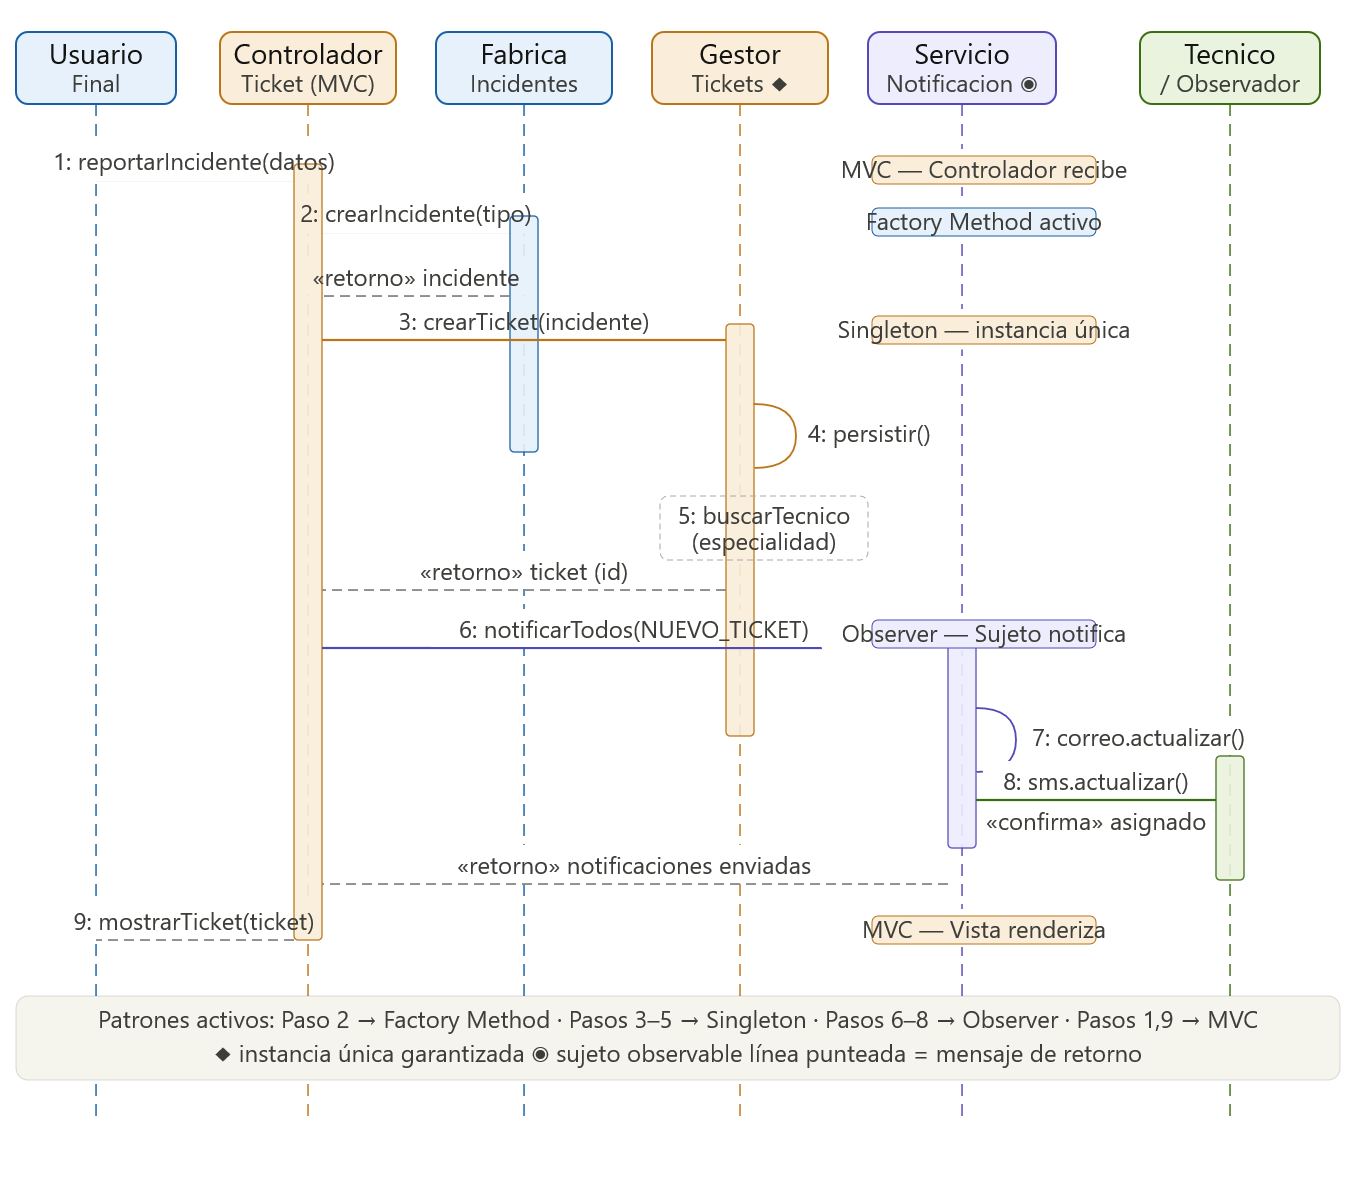 Usuario
Final
Controlador
Ticket (MVC)
Fabrica
Incidentes
Gestor
Tickets ◆
Servicio
Notificacion ◉
Tecnico
/ Observador
1: reportarIncidente(datos)
MVC — Controlador recibe
2: crearIncidente(tipo)
Factory Method activo
«retorno» incidente
3: crearTicket(incidente)
Singleton — instancia única
4: persistir()
5: buscarTecnico
(especialidad)
«retorno» ticket (id)
6: notificarTodos(NUEVO_TICKET)
Observer — Sujeto notifica
7: correo.actualizar()
8: sms.actualizar()
«confirma» asignado
«retorno» notificaciones enviadas
9: mostrarTicket(ticket)
MVC — Vista renderiza
Patrones activos: Paso 2 → Factory Method · Pasos 3–5 → Singleton · Pasos 6–8 → Observer · Pasos 1,9 → MVC
◆ instancia única garantizada ◉ sujeto observable línea punteada = mensaje de retorno